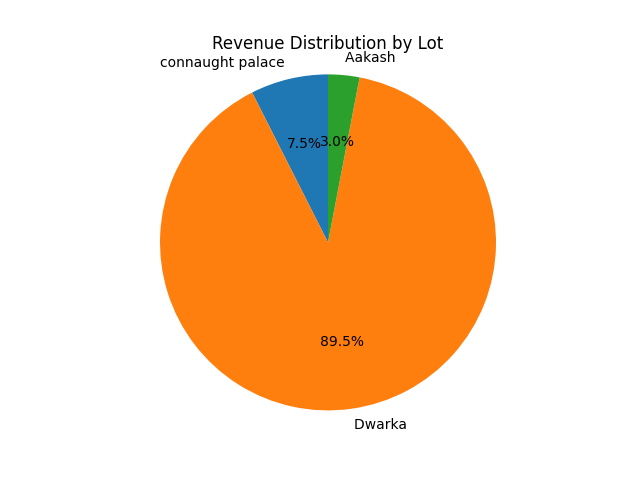 Revenue Distribution by Lot
Aakash
connaught palace
7.5%
3.0%
89.5%
Dwarka